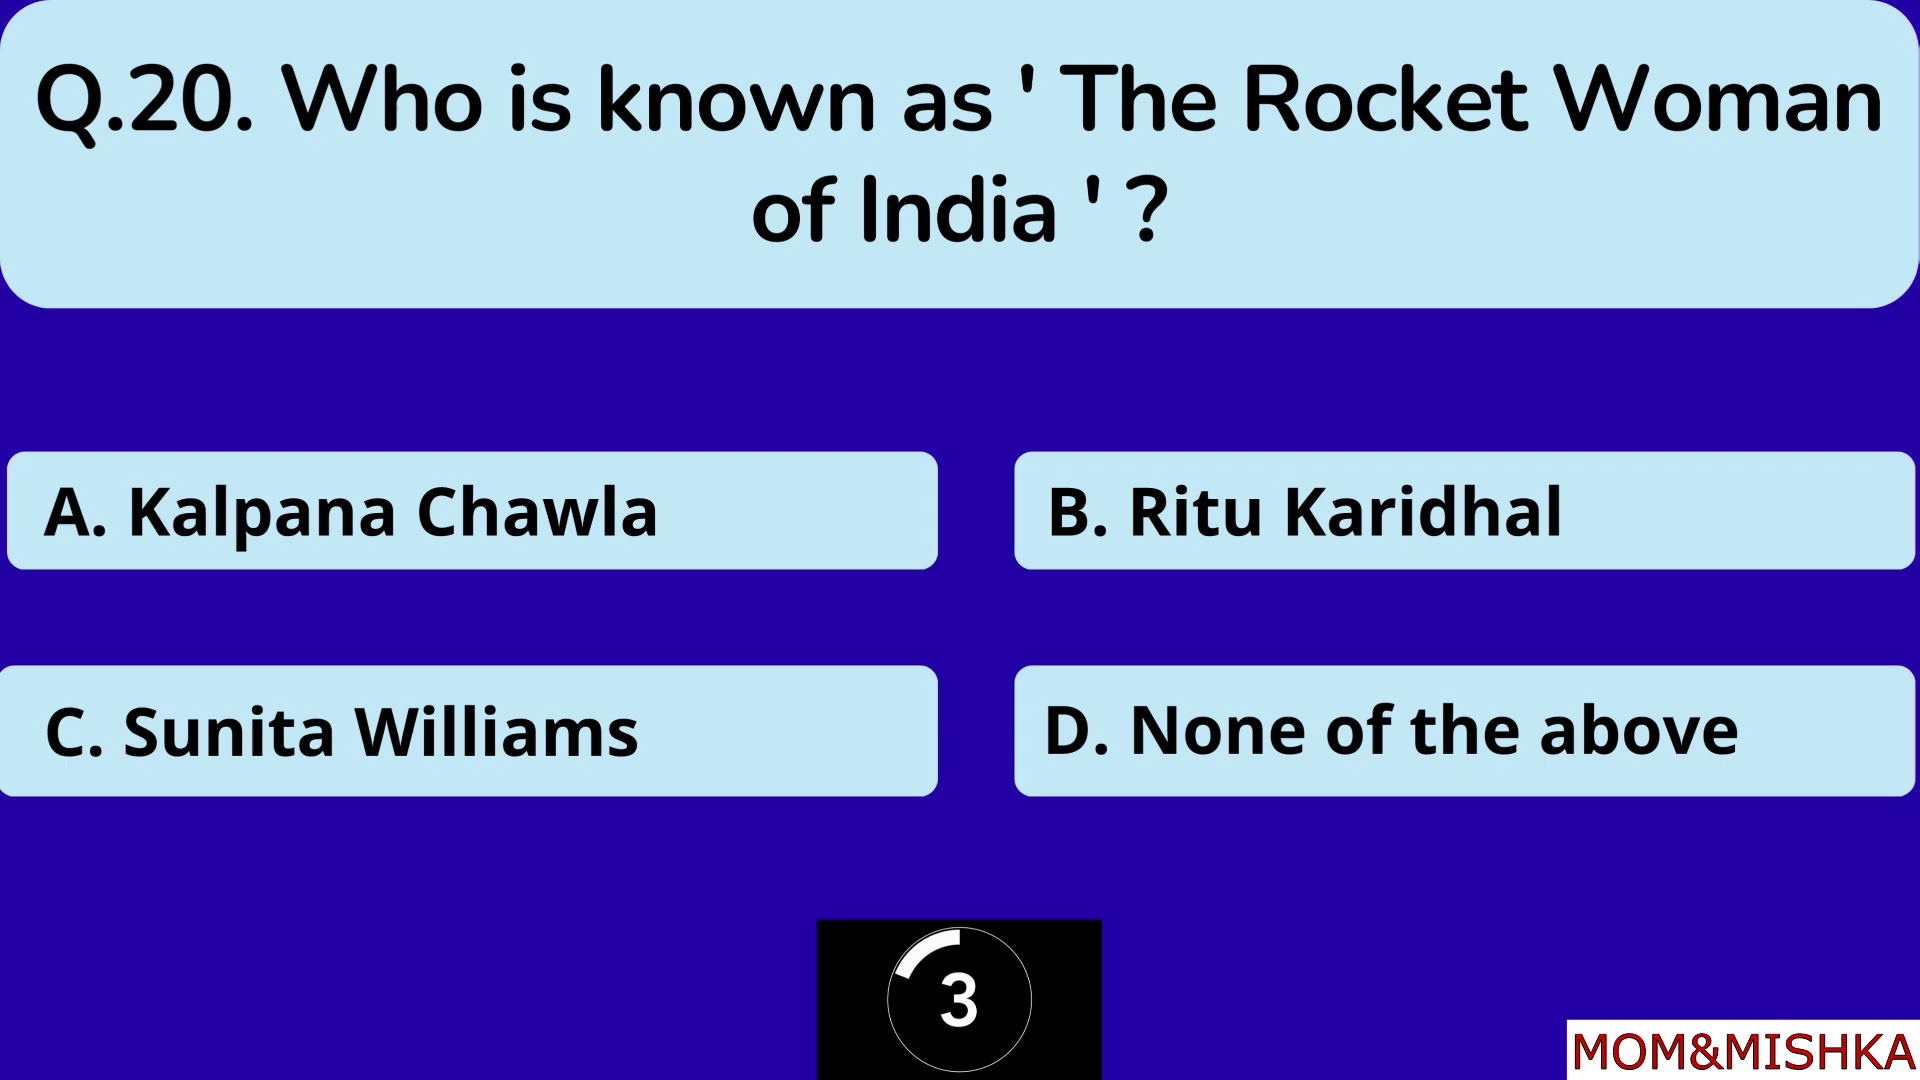 Q.20. Who is known as ' The Rocket Woman
of India ' ?
A. Kalpana Chawla
B. Ritu Karidhal
C. Sunita Williams
D. None of the above
3
MOM&MISHKA